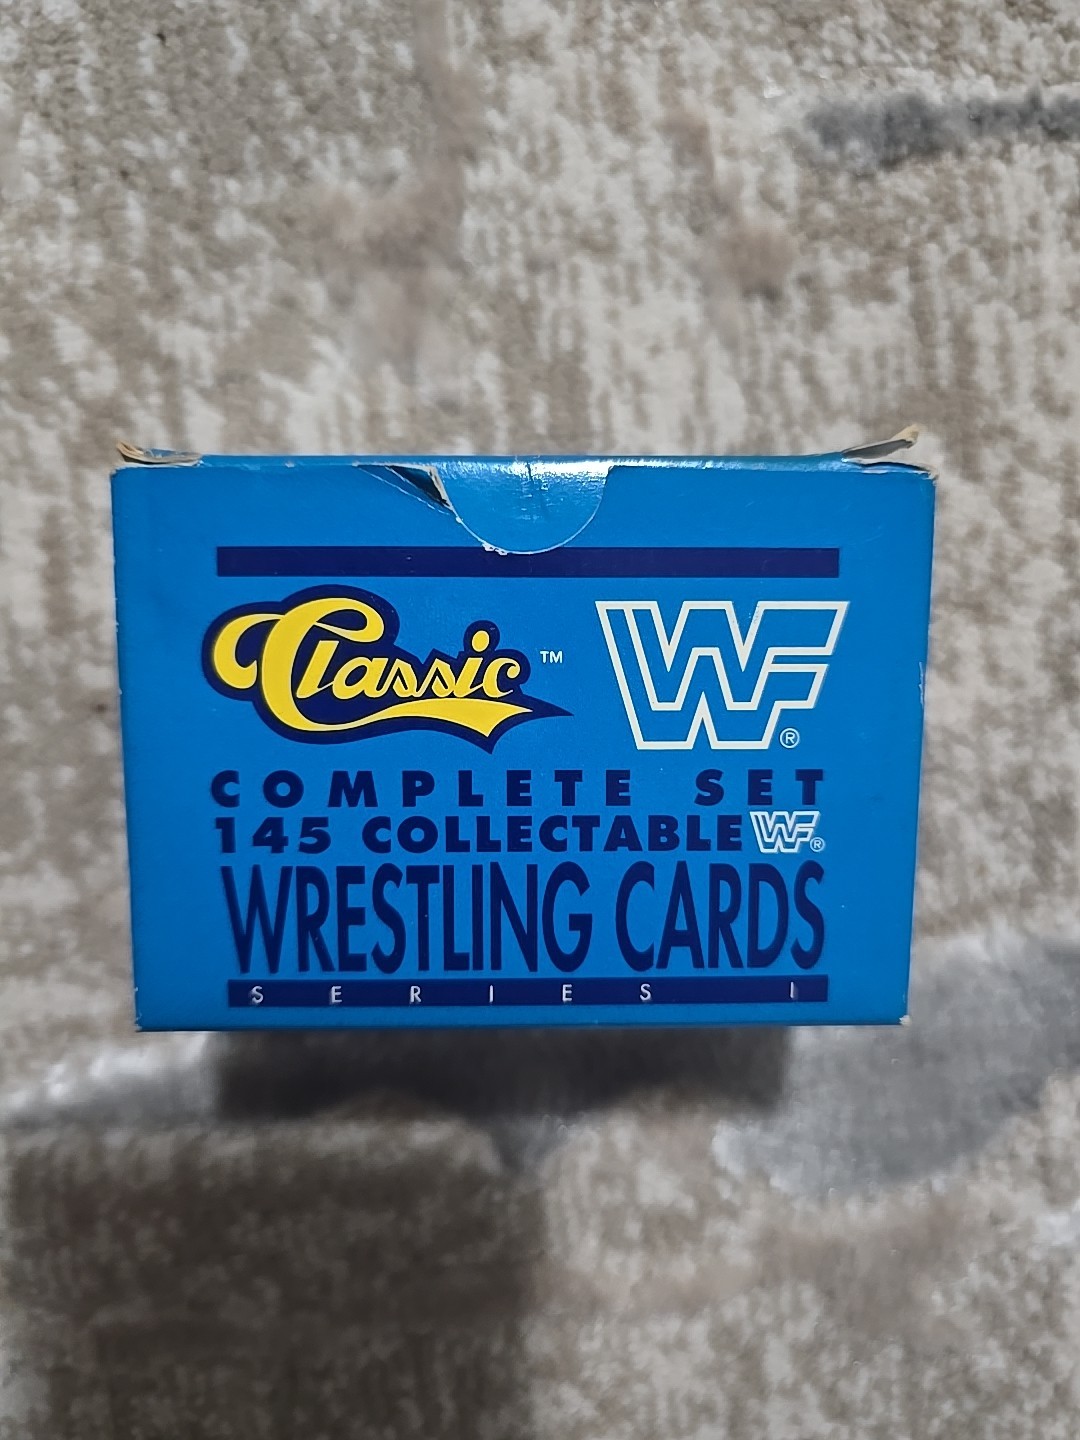 Classic™ WF®
COMPLETE SET
145 COLLECTABLE WF®
WRESTLING CARDS
SERIES I